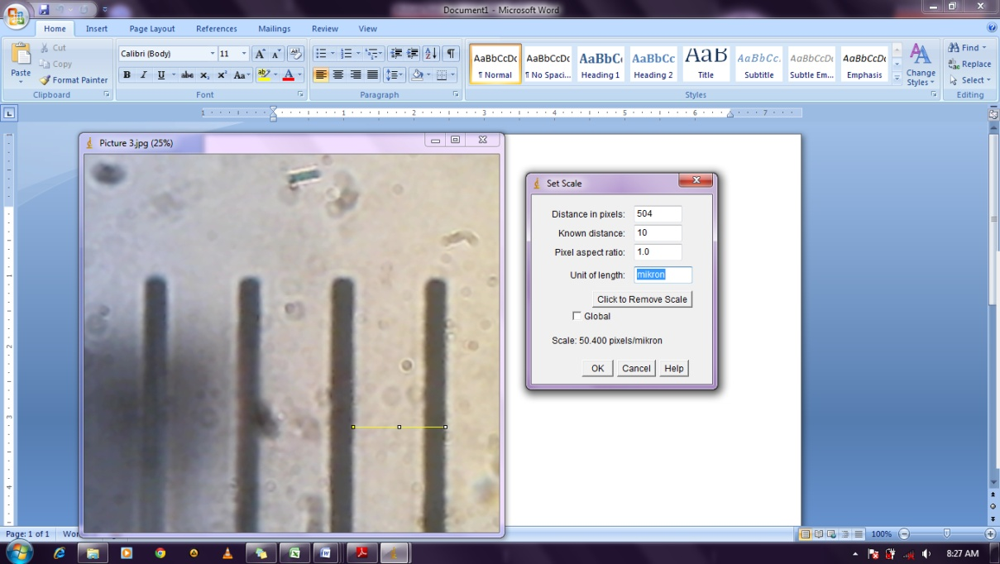 Document1 - Microsoft Word
Home Insert Page Layout References Mailings Review View
Paste
Cut
Copy
Format Painter
Clipboard
Calibri (Body) 11
Font
Paragraph
AaBbCcDc AaBbCcDc AaBbC AaBbCc AaB AaBbCc. AaBbCcDc AaBbCcDc
¶ Normal ¶ No Spaci... Heading 1 Heading 2 Title Subtitle Subtle Em... Emphasis
Change Styles
Styles
Find
Replace
Select
Editing
1 1 2 3 4 5 6 7
Picture 3.jpg (25%)
Set Scale
Distance in pixels: 504
Known distance: 10
Pixel aspect ratio: 1.0
Unit of length: mikron
Click to Remove Scale
Global
Scale: 50.400 pixels/mikron
OK Cancel Help
Page: 1 of 1
100%
8:27 AM